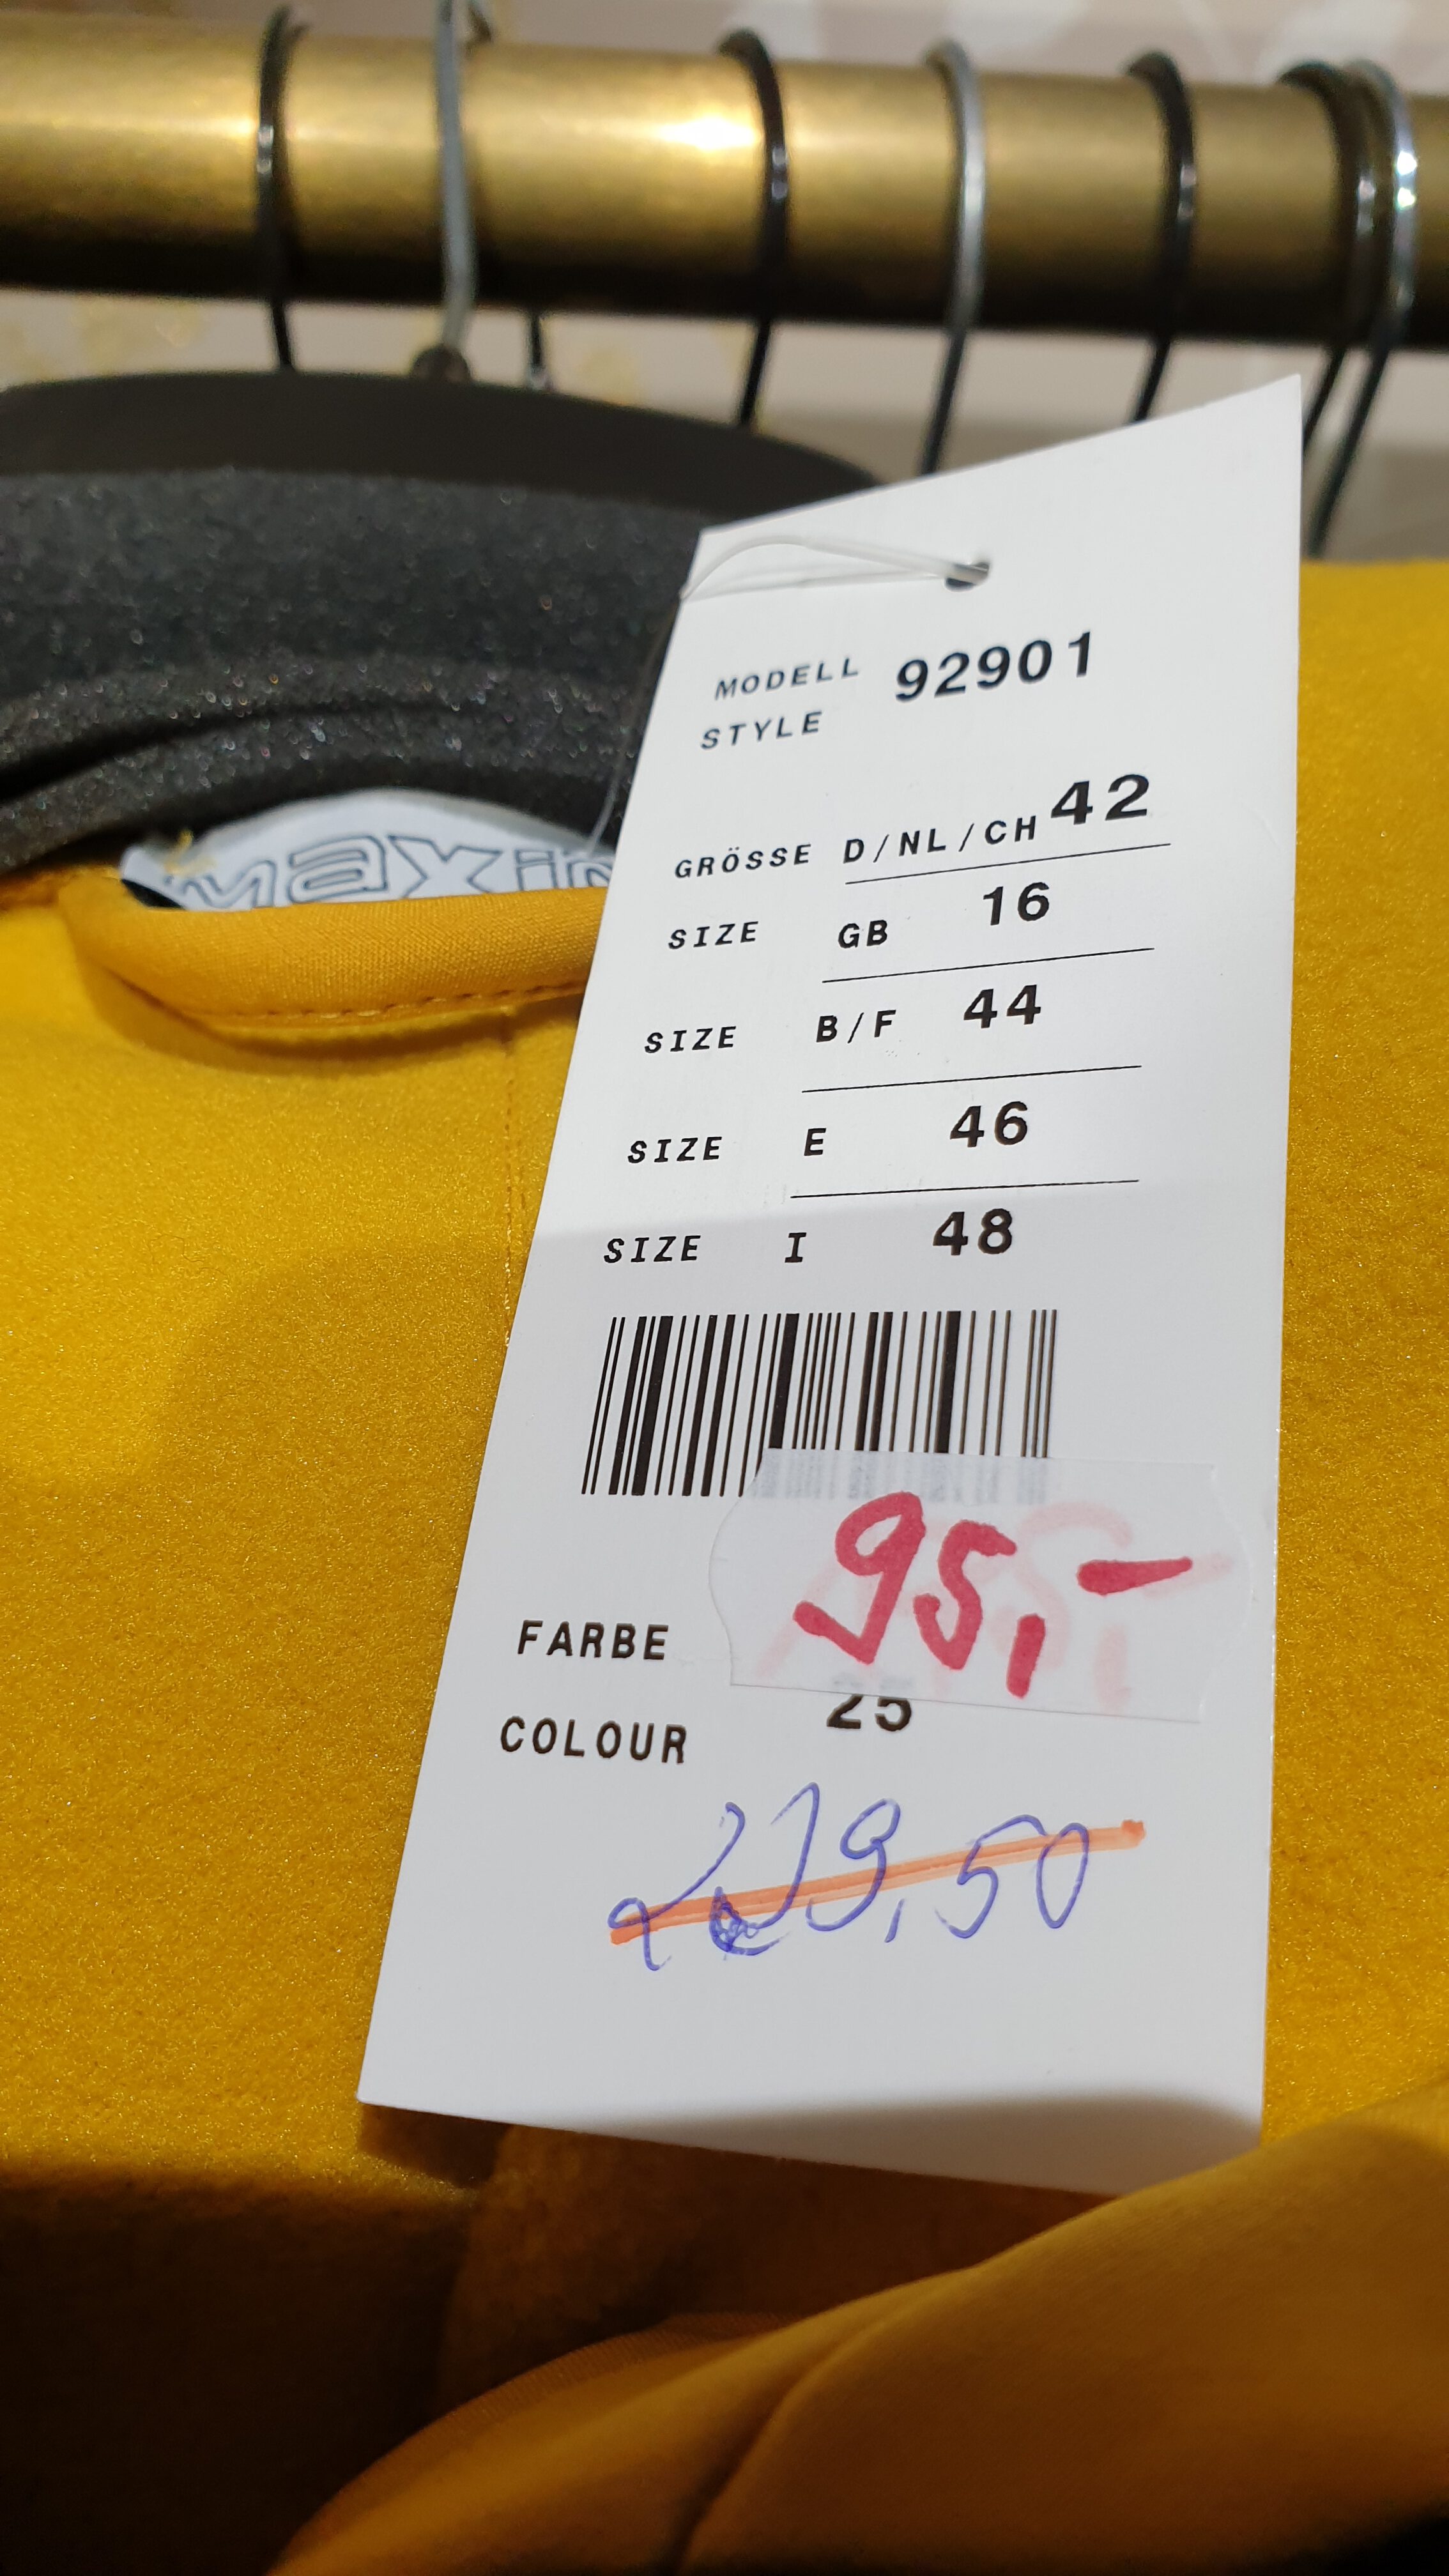 MODELL 92901
STYLE
GRÖSSE D/NL/CH 42
SIZE GB 16
SIZE B/F 44
SIZE E 46
SIZE I 48
95,-
FARBE 25
COLOUR